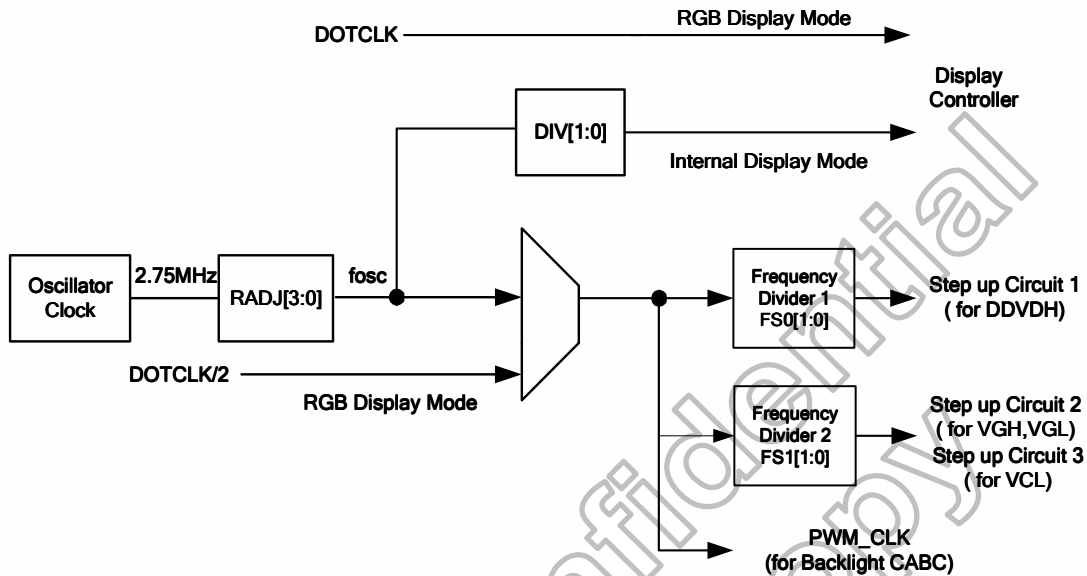 RGB Display Mode
DOTCLK
Display
Controller
DIV[1:0]
Internal Display Mode
Oscillator
Clock
2.75MHz
RADJ[3:0]
fosc
Frequency
Divider 1
FS0[1:0]
Step up Circuit 1
( for DDVDH)
DOTCLK/2
RGB Display Mode
Frequency
Divider 2
FS1[1:0]
Step up Circuit 2
( for VGH,VGL)
Step up Circuit 3
( for VCL)
PWM_CLK
(for Backlight CABC)